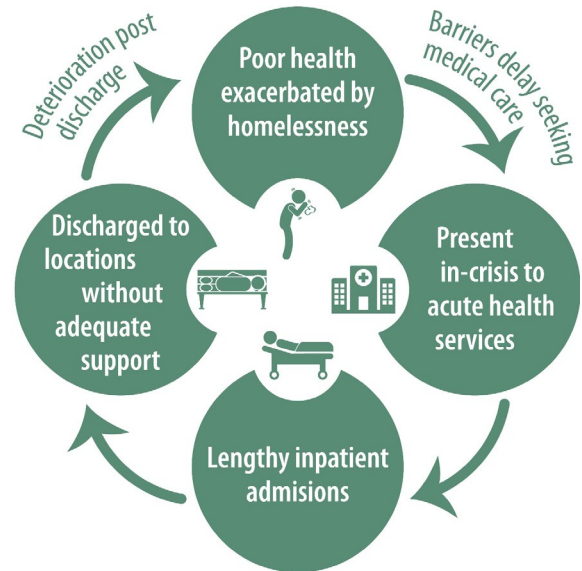 Poor health
exacerbated by
homelessness
Barriers delay seeking
medical care
Present
in-crisis to
acute health
services
Lengthy inpatient
admisions
Discharged to
locations
without
adequate
support
Deterioration post
discharge